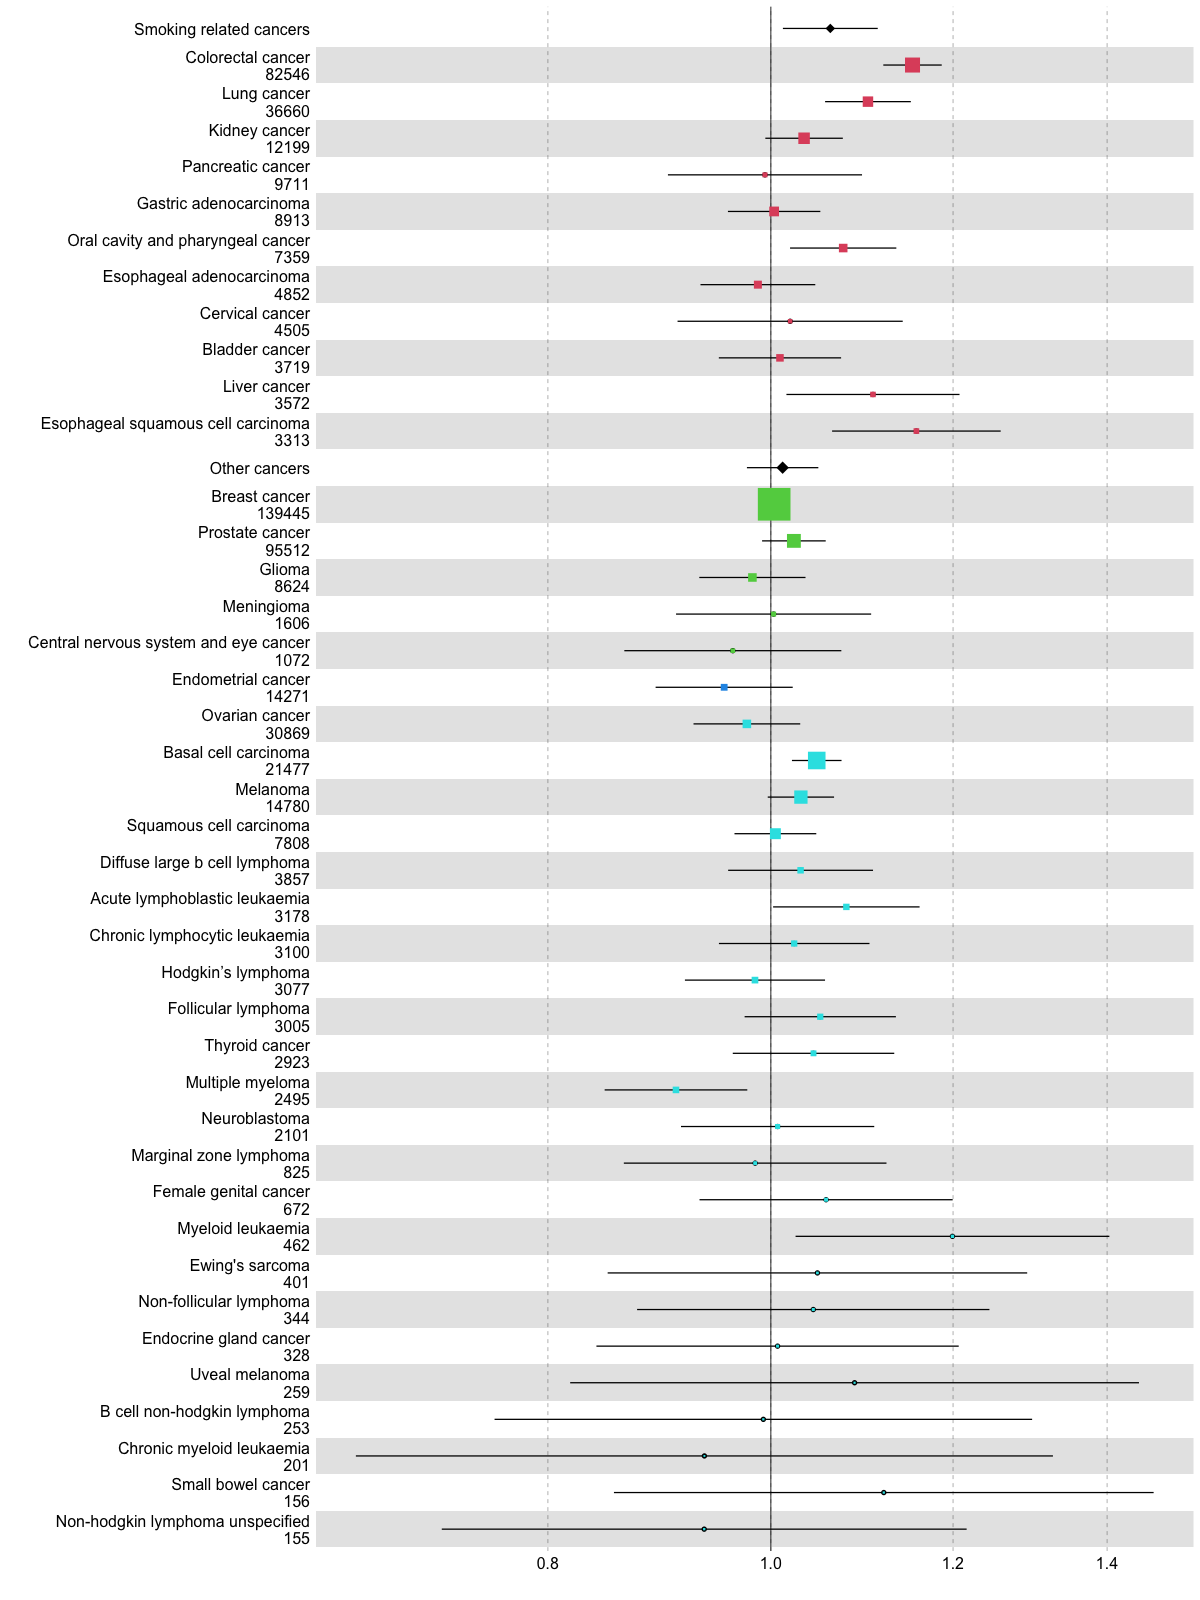 Smoking related cancers
Colorectal cancer
82546
Lung cancer
36660
Kidney cancer
12199
Pancreatic cancer
9711
Gastric adenocarcinoma
8913
Oral cavity and pharyngeal cancer
7359
Esophageal adenocarcinoma
4852
Cervical cancer
4505
Bladder cancer
3719
Liver cancer
3572
Esophageal squamous cell carcinoma
3313
Other cancers
Breast cancer
139445
Prostate cancer
95512
Glioma
8624
Meningioma
1606
Central nervous system and eye cancer
1072
Endometrial cancer
14271
Ovarian cancer
30869
Basal cell carcinoma
21477
Melanoma
14780
Squamous cell carcinoma
7808
Diffuse large b cell lymphoma
3857
Acute lymphoblastic leukaemia
3178
Chronic lymphocytic leukaemia
3100
Hodgkin’s lymphoma
3077
Follicular lymphoma
3005
Thyroid cancer
2923
Multiple myeloma
2495
Neuroblastoma
2101
Marginal zone lymphoma
825
Female genital cancer
672
Myeloid leukaemia
462
Ewing's sarcoma
401
Non-follicular lymphoma
344
Endocrine gland cancer
328
Uveal melanoma
259
B cell non-hodgkin lymphoma
253
Chronic myeloid leukaemia
201
Small bowel cancer
156
Non-hodgkin lymphoma unspecified
155
0.8 1.0 1.2 1.4